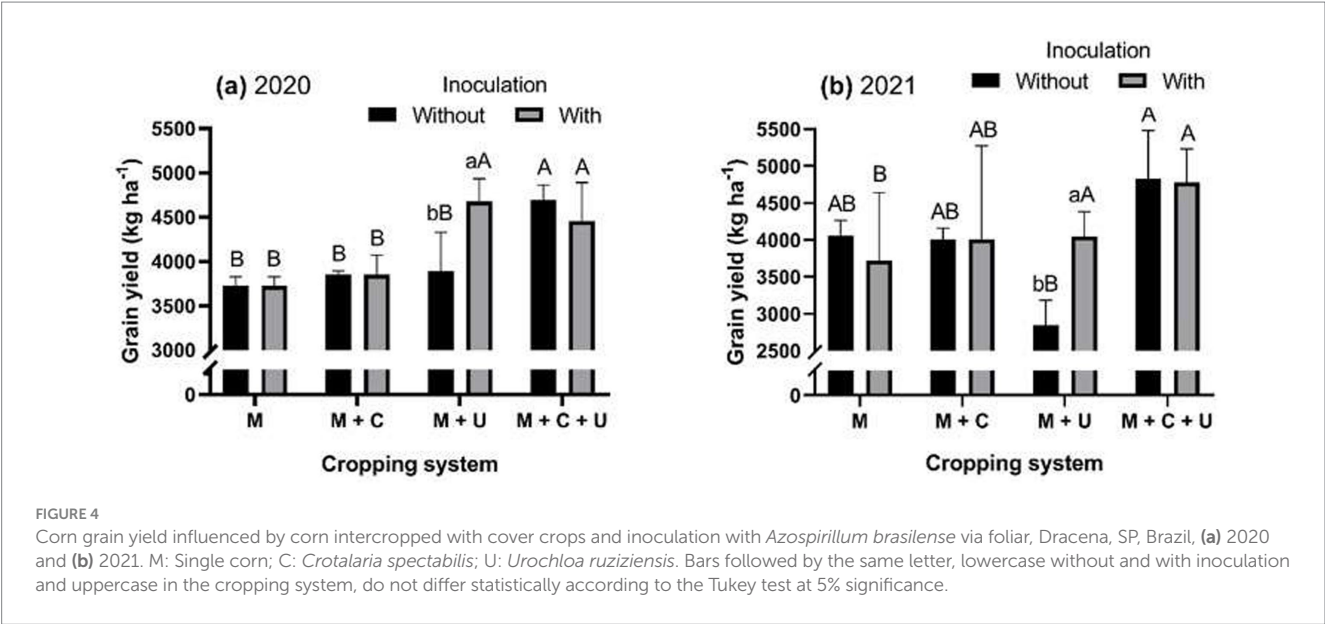 (a) 2020
Inoculation
Without With
Grain yield (kg ha⁻¹)
5500
5000
4500
4000
3500
3000
0
B B
B B
bB aA
A A
M M + C M + U M + C + U
Cropping system
(b) 2021
Inoculation
Without With
Grain yield (kg ha⁻¹)
5500
5000
4500
4000
3500
3000
2500
0
AB B
AB AB
bB aA
A A
M M + C M + U M + C + U
Cropping system
FIGURE 4
Corn grain yield influenced by corn intercropped with cover crops and inoculation with Azospirillum brasilense via foliar, Dracena, SP, Brazil, (a) 2020
and (b) 2021. M: Single corn; C: Crotalaria spectabilis; U: Urochloa ruziziensis. Bars followed by the same letter, lowercase without and with inoculation
and uppercase in the cropping system, do not differ statistically according to the Tukey test at 5% significance.